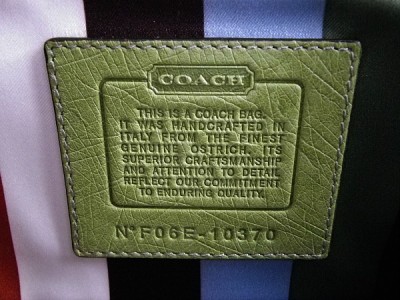 COACH
THIS IS A COACH BAG.
IT WAS HANDCRAFTED IN
ITALY FROM THE FINEST
GENUINE OSTRICH. ITS
SUPERIOR CRAFTSMANSHIP
AND ATTENTION TO DETAIL
REFLECT OUR COMMITMENT
TO ENDURING QUALITY.
Nº F06E-10370